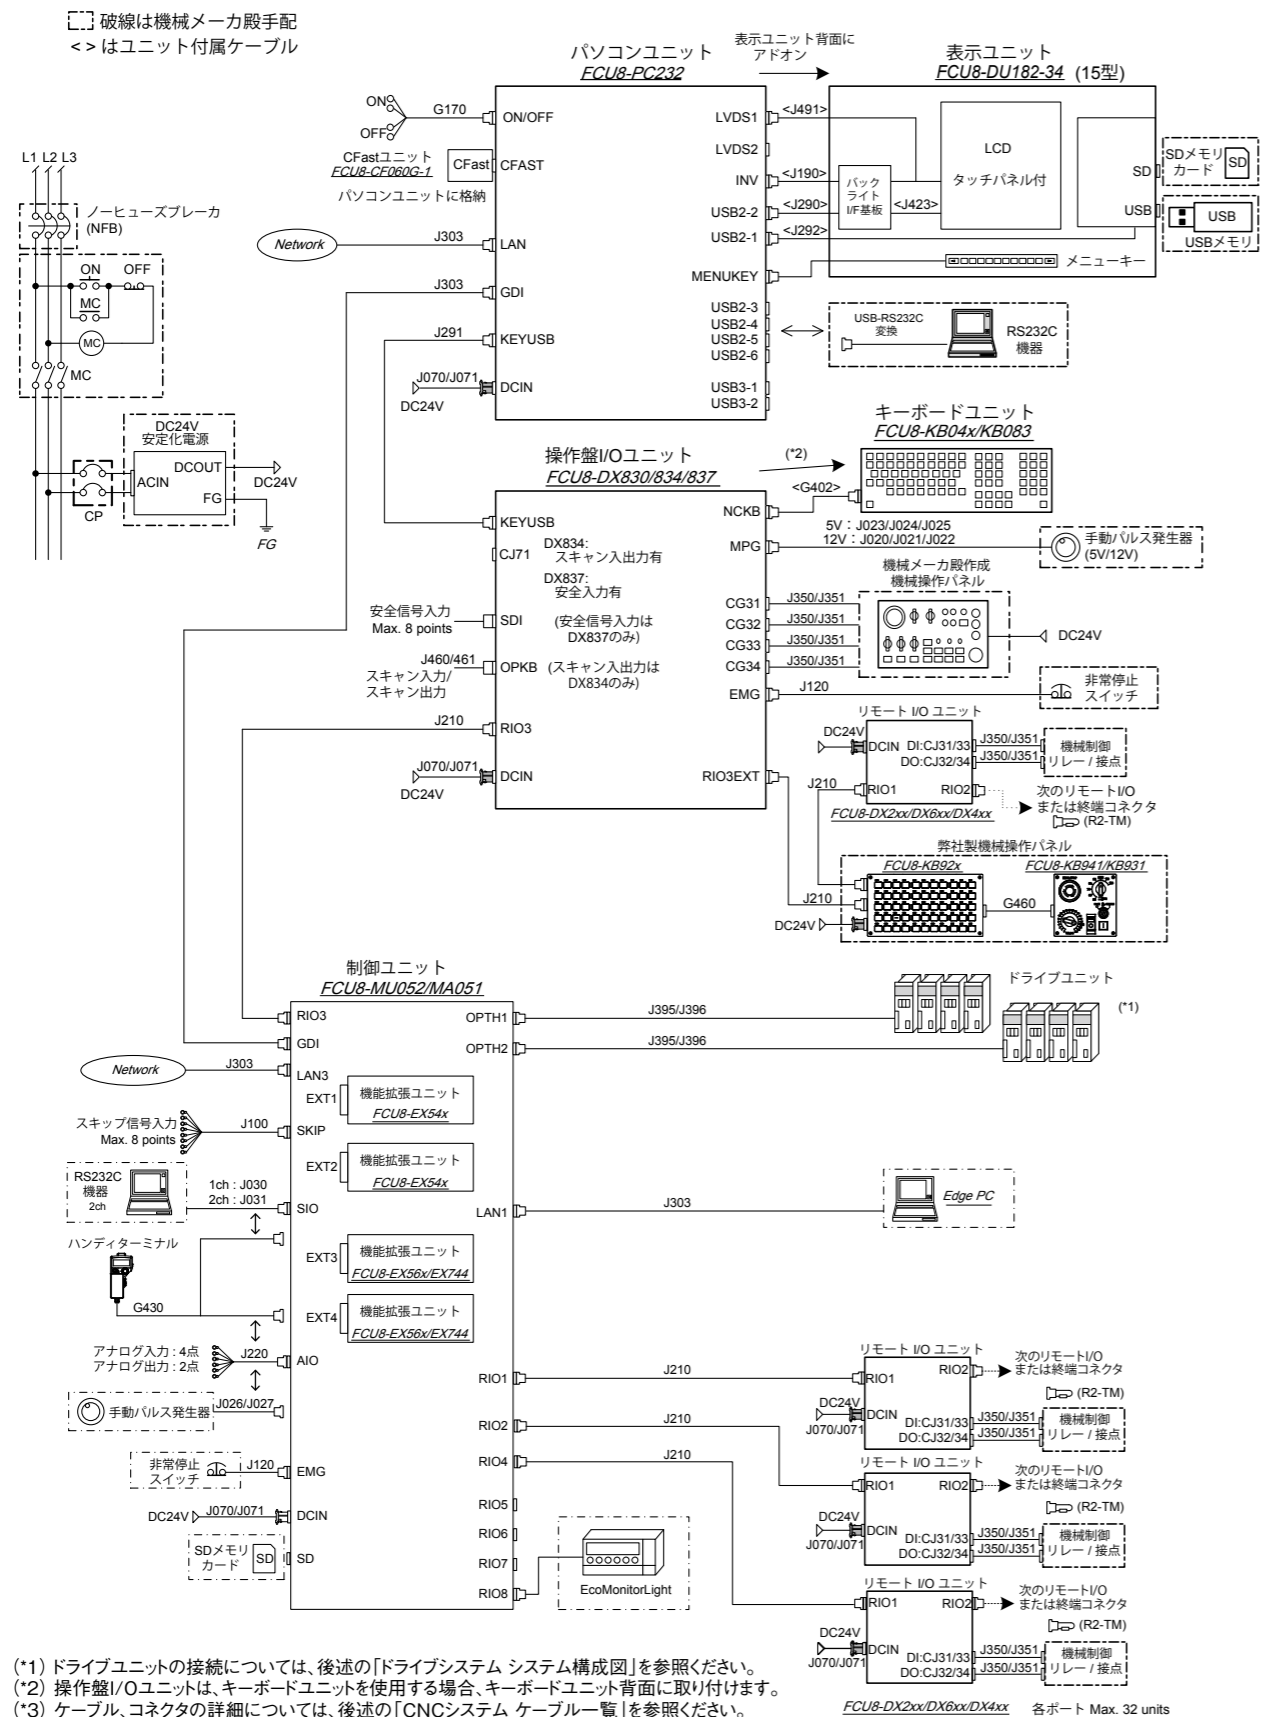 破線は機械メーカ殿手配
< > はユニット付属ケーブル
パソコンユニット
FCU8-PC232
表示ユニット背面に
アドオン
表示ユニット
FCU8-DU182-34 (15型)
ON
OFF
G170
ON/OFF
CFastユニット
FCU8-CF060G-1
パソコンユニットに格納
CFast
CFAST
Network
J303
LAN
J303
GDI
J291
KEYUSB
J070/J071
DC24V
DCIN
LVDS1
LVDS2
INV
USB2-2
USB2-1
MENUKEY
USB2-3
USB2-4
USB2-5
USB2-6
USB3-1
USB3-2
<J491>
<J190>
<J290>
<J292>
バック
ライト
I/F基板
<J423>
LCD
タッチパネル付
SD
USB
SDメモリ
カード
SD
USB
USBメモリ
メニューキー
USB-RS232C
変換
RS232C
機器
L1 L2 L3
ノーヒューズブレーカ
(NFB)
ON
OFF
MC
MC
MC
DC24V
安定化電源
DCOUT
ACIN
FG
DC24V
FG
CP
操作盤I/Oユニット
FCU8-DX830/834/837
(*2)
キーボードユニット
FCU8-KB04x/KB083
<G402>
KEYUSB
CJ71
DX834:
スキャン入出力有
DX837:
安全入力有
安全信号入力
Max. 8 points
SDI
(安全信号入力は
DX837のみ)
J460/461
スキャン入力/
スキャン出力
OPKB
(スキャン入出力は
DX834のみ)
J210
RIO3
J070/J071
DC24V
DCIN
NCKB
MPG
CG31
CG32
CG33
CG34
EMG
RIO3EXT
5V：J023/J024/J025
12V：J020/J021/J022
手動パルス発生器
(5V/12V)
機械メーカ殿作成
機械操作パネル
J350/J351
J350/J351
J350/J351
J350/J351
DC24V
J120
非常停止
スイッチ
リモート I/O ユニット
DC24V
DCIN
DI:CJ31/33
DO:CJ32/34
J350/J351
J350/J351
機械制御
リレー / 接点
J210
RIO1
RIO2
次のリモートI/O
または終端コネクタ
(R2-TM)
FCU8-DX2xx/DX6xx/DX4xx
弊社製機械操作パネル
FCU8-KB92x
FCU8-KB941/KB931
J210
G460
DC24V
制御ユニット
FCU8-MU052/MA051
RIO3
GDI
Network
J303
LAN3
EXT1
機能拡張ユニット
FCU8-EX54x
スキップ信号入力
Max. 8 points
J100
SKIP
EXT2
機能拡張ユニット
FCU8-EX54x
RS232C
機器
2ch
1ch : J030
2ch : J031
SIO
ハンディターミナル
G430
EXT3
機能拡張ユニット
FCU8-EX56x/EX744
EXT4
機能拡張ユニット
FCU8-EX56x/EX744
アナログ入力 : 4点
アナログ出力 : 2点
J220
AIO
手動パルス発生器
J026/J027
非常停止
スイッチ
J120
EMG
DC24V
J070/J071
DCIN
SDメモリ
カード
SD
SD
OPTH1
OPTH2
J395/J396
J395/J396
ドライブユニット
(*1)
LAN1
J303
Edge PC
RIO1
RIO2
RIO4
RIO5
RIO6
RIO7
RIO8
J210
J210
J210
EcoMonitorLight
リモート I/O ユニット
RIO1
RIO2
次のリモートI/O
または終端コネクタ
(R2-TM)
DC24V
J070/J071
DCIN
DI:CJ31/33
DO:CJ32/34
J350/J351
J350/J351
機械制御
リレー / 接点
リモート I/O ユニット
RIO1
RIO2
次のリモートI/O
または終端コネクタ
(R2-TM)
DC24V
J070/J071
DCIN
DI:CJ31/33
DO:CJ32/34
J350/J351
J350/J351
機械制御
リレー / 接点
リモート I/O ユニット
RIO1
RIO2
次のリモートI/O
または終端コネクタ
(R2-TM)
DC24V
J070/J071
DCIN
DI:CJ31/33
DO:CJ32/34
J350/J351
J350/J351
機械制御
リレー / 接点
FCU8-DX2xx/DX6xx/DX4xx
各ポート Max. 32 units
(*1) ドライブユニットの接続については、後述の「ドライブシステム システム構成図」を参照ください。
(*2) 操作盤I/Oユニットは、キーボードユニットを使用する場合、キーボードユニット背面に取り付けます。
(*3) ケーブル、コネクタの詳細については、後述の「CNCシステム ケーブル一覧」を参照ください。